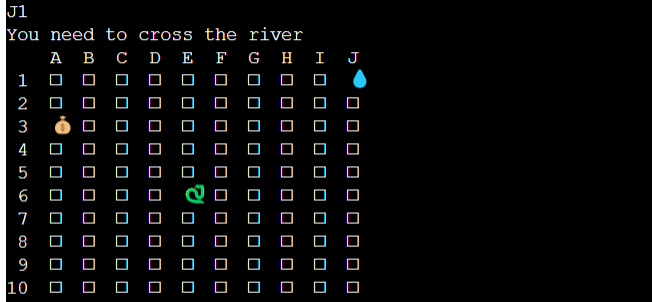 J1
You need to cross the river
A B C D E F G H I J
1 □ □ □ □ □ □ □ □ □ 💧
2 □ □ □ □ □ □ □ □ □ □
3 💰 □ □ □ □ □ □ □ □ □
4 □ □ □ □ □ □ □ □ □ □
5 □ □ □ □ □ □ □ □ □ □
6 □ □ □ □ 🐉 □ □ □ □ □
7 □ □ □ □ □ □ □ □ □ □
8 □ □ □ □ □ □ □ □ □ □
9 □ □ □ □ □ □ □ □ □ □
10 □ □ □ □ □ □ □ □ □ □